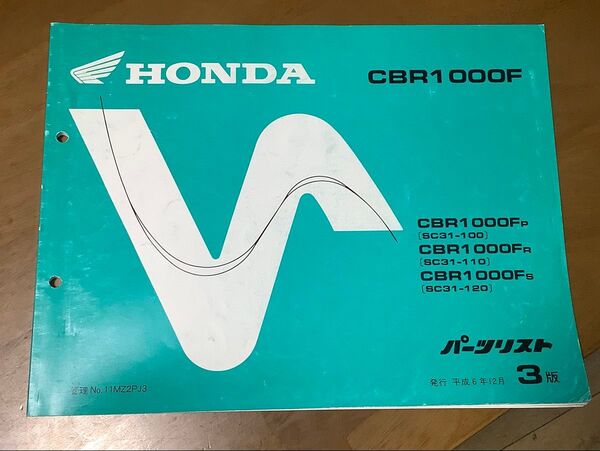 HONDA
CBR1000F
CBR1000FP
(SC31-100)
CBR1000FR
(SC31-110)
CBR1000FS
(SC31-120)
パーツリスト
管理 No.11MZ2PJ3
発行 平成6年12月 3版